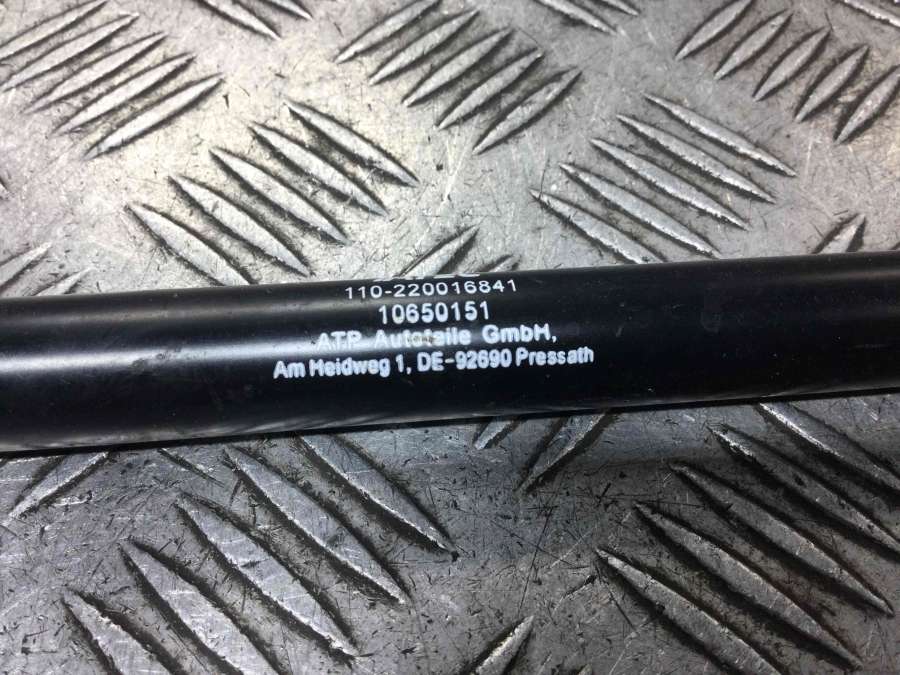 110-220016841
10650151
ATP Autoteile GmbH,
Am Heidweg 1, DE-92690 Pressath